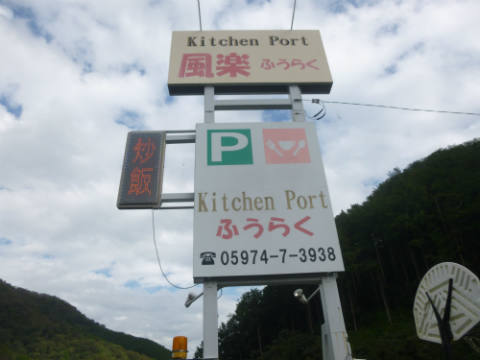 Kitchen Port
風楽 ふうらく
炒飯
P
Kitchen Port
ふうらく
☎05974-7-3938